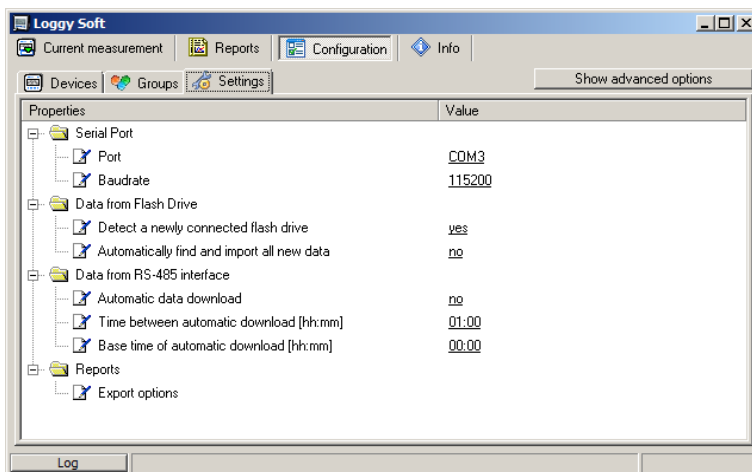 Loggy Soft
Current measurement Reports Configuration Info
Devices Groups Settings Show advanced options
Properties Value
Serial Port
Port COM3
Baudrate 115200
Data from Flash Drive
Detect a newly connected flash drive yes
Automatically find and import all new data no
Data from RS-485 interface
Automatic data download no
Time between automatic download [hh:mm] 01:00
Base time of automatic download [hh:mm] 00:00
Reports
Export options
Log